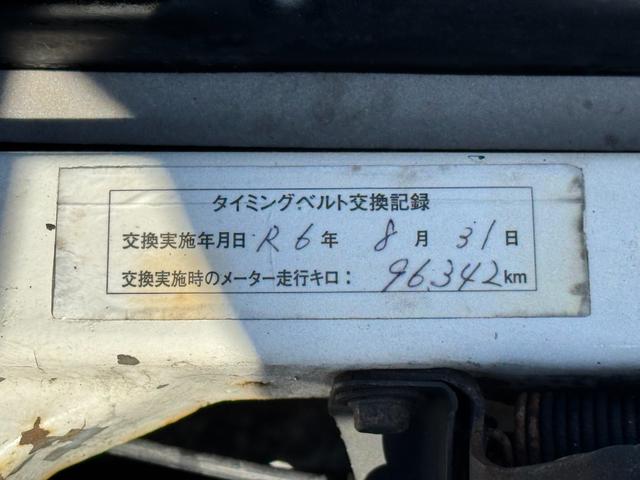 タイミングベルト交換記録
交換実施年月日 R6年 8月 31日
交換実施時のメーター走行キロ: 96.342km